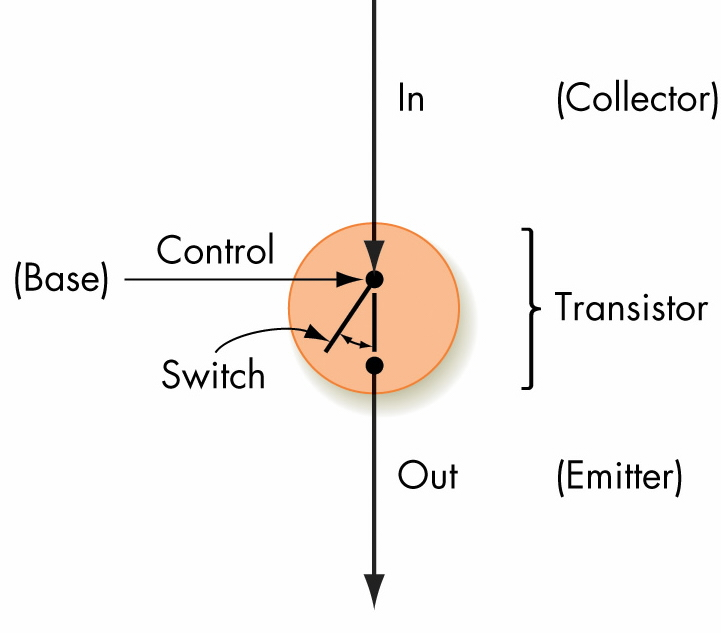 In (Collector)
Control
(Base)
Transistor
Switch
Out (Emitter)